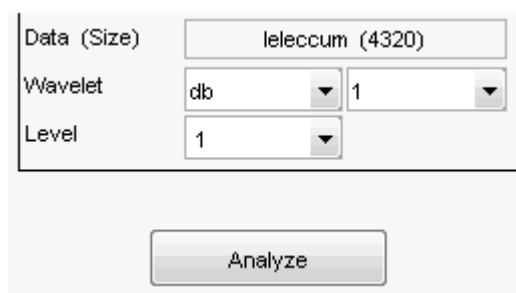 Data (Size) leleccum (4320)
Wavelet db 1
Level 1
Analyze